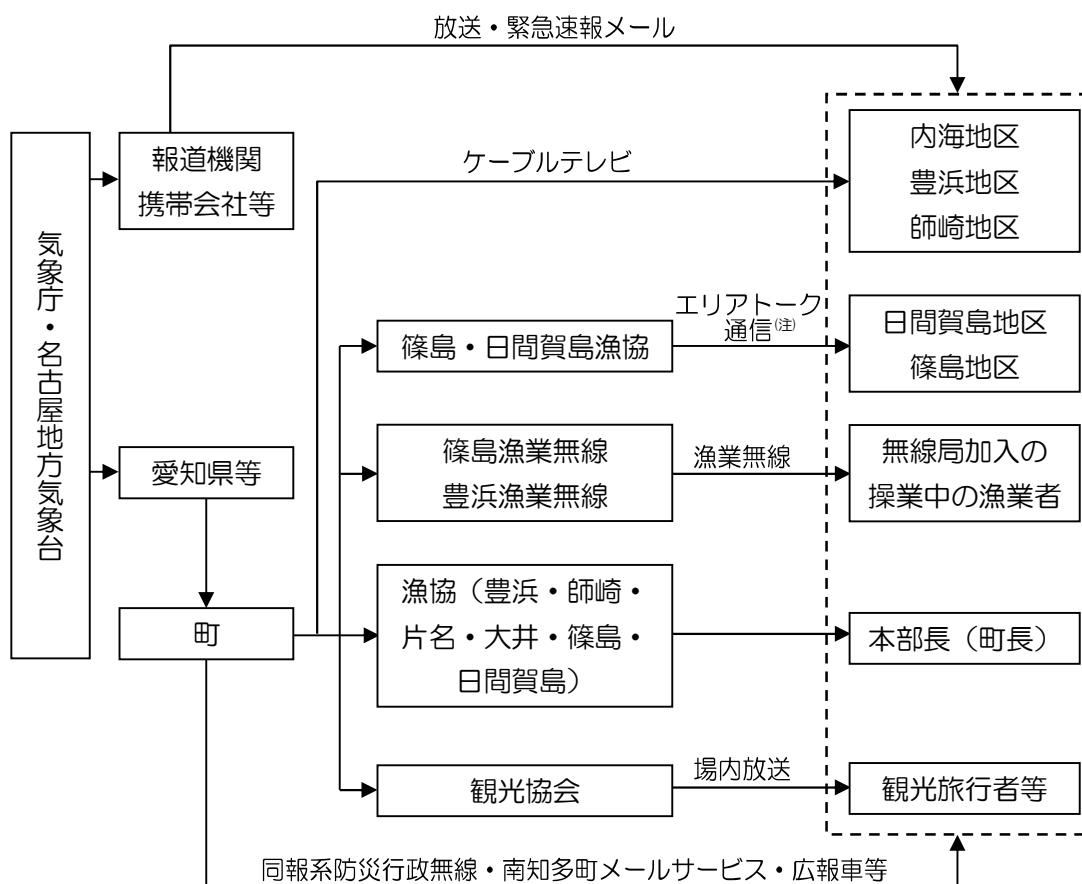 放送・緊急速報メール
気象庁・名古屋地方気象台
報道機関
携帯会社等
ケーブルテレビ
内海地区
豊浜地区
師崎地区
篠島・日間賀島漁協
エリアトーク
通信(注)
日間賀島地区
篠島地区
愛知県等
篠島漁業無線
豊浜漁業無線
漁業無線
無線局加入の
操業中の漁業者
町
漁協(豊浜・師崎・
片名・大井・篠島・
日間賀島)
本部長(町長)
観光協会
場内放送
観光旅行者等
同報系防災行政無線・南知多町メールサービス・広報車等